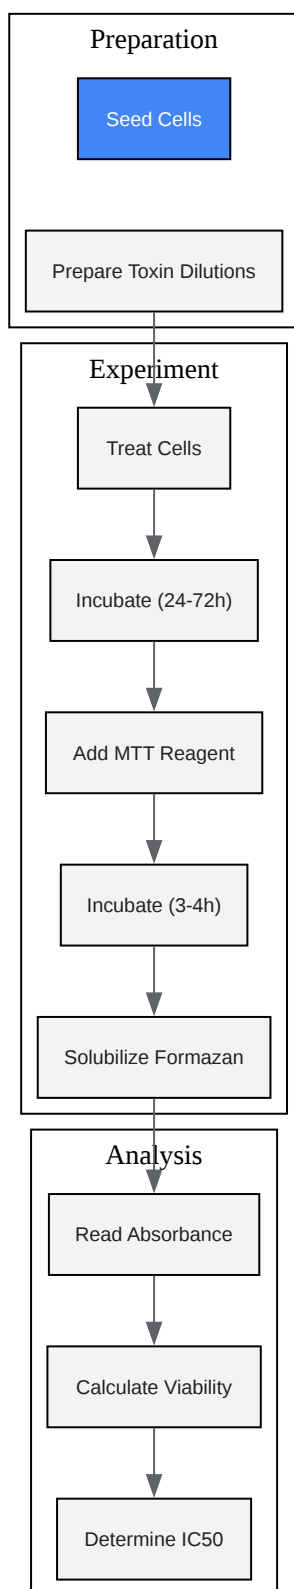 Preparation
Seed Cells
Prepare Toxin Dilutions
Experiment
Treat Cells
Incubate (24-72h)
Add MTT Reagent
Incubate (3-4h)
Solubilize Formazan
Analysis
Read Absorbance
Calculate Viability
Determine IC50